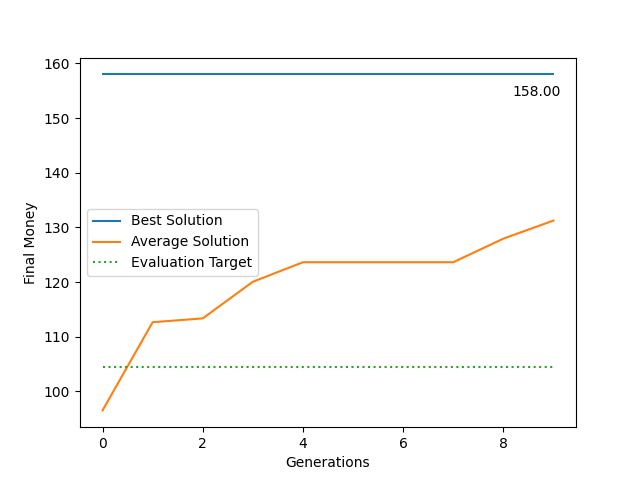 160
150
140
130
120
110
100
Final Money
158.00
Best Solution
Average Solution
Evaluation Target
0
2
4
6
8
Generations